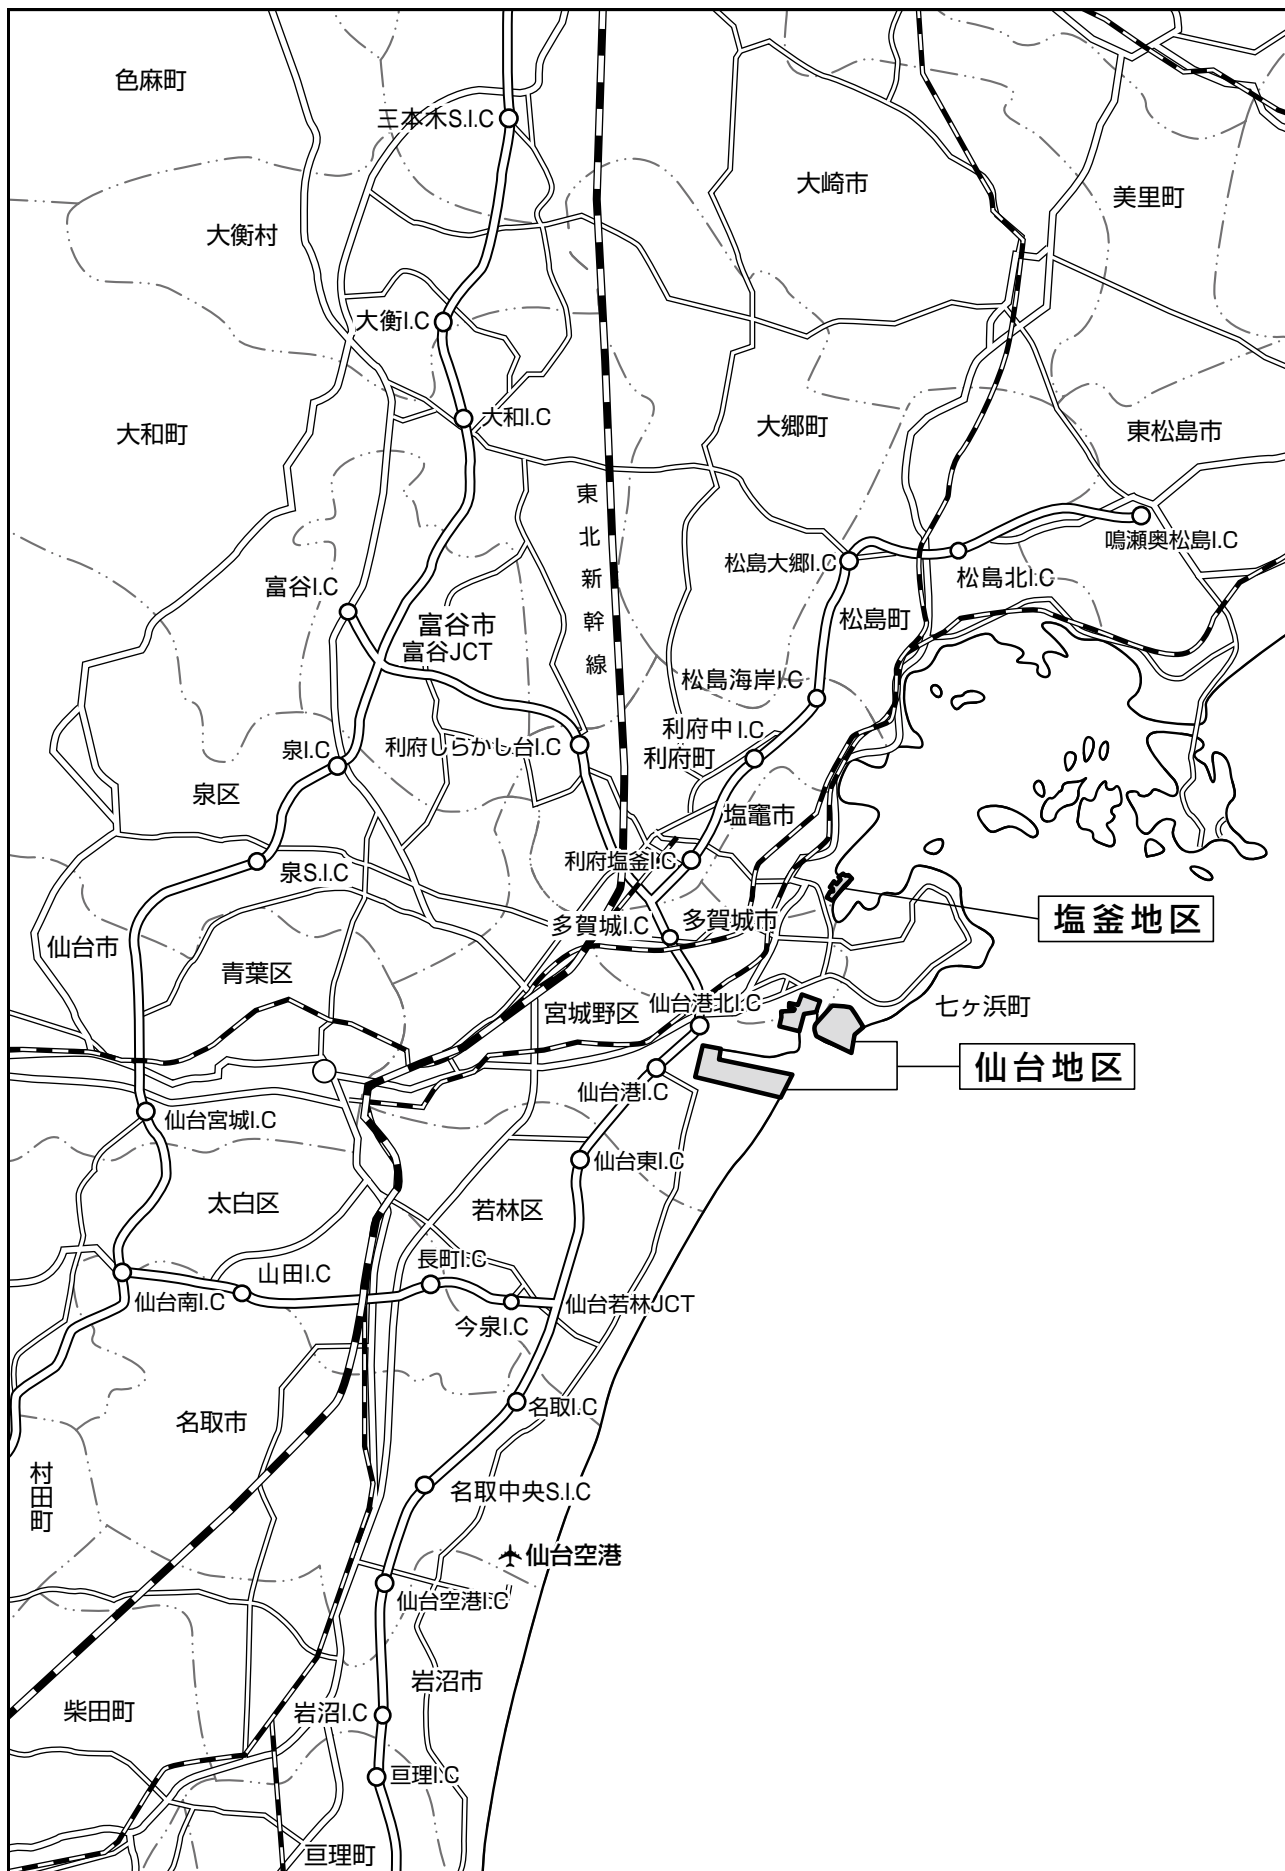 色麻町
三本木S.I.C
大崎市
美里町
大衡村
大衡I.C
大和I.C
大和町
大郷町
東松島市
東北新幹線
鳴瀬奥松島I.C
松島大郷I.C
松島北I.C
富谷I.C
富谷市
富谷JCT
松島町
松島海岸I.C
利府中I.C
利府町
利府しらかし台I.C
泉I.C
泉区
塩竈市
利府塩釜I.C
泉S.I.C
塩釜地区
多賀城I.C
多賀城市
仙台市
青葉区
宮城野区
仙台港北I.C
七ヶ浜町
仙台地区
仙台港I.C
仙台宮城I.C
仙台東I.C
太白区
若林区
長町I.C
山田I.C
仙台南I.C
仙台若林JCT
今泉I.C
名取I.C
名取市
村田町
名取中央S.I.C
仙台空港
仙台空港I.C
岩沼市
柴田町
岩沼I.C
亘理I.C
亘理町